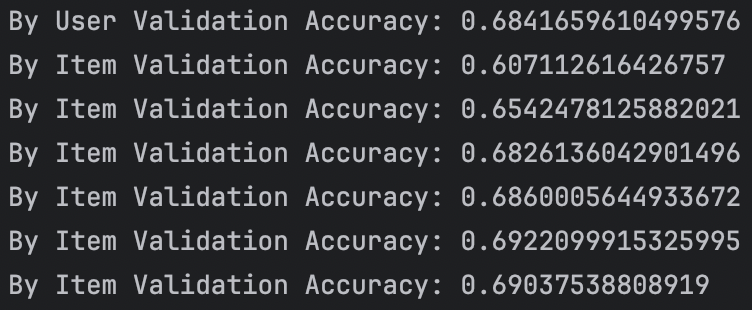 By User Validation Accuracy: 0.6841659610499576
By Item Validation Accuracy: 0.607112616426757
By Item Validation Accuracy: 0.6542478125882021
By Item Validation Accuracy: 0.6826136042901496
By Item Validation Accuracy: 0.6860005644933672
By Item Validation Accuracy: 0.6922099915325995
By Item Validation Accuracy: 0.69037538808919